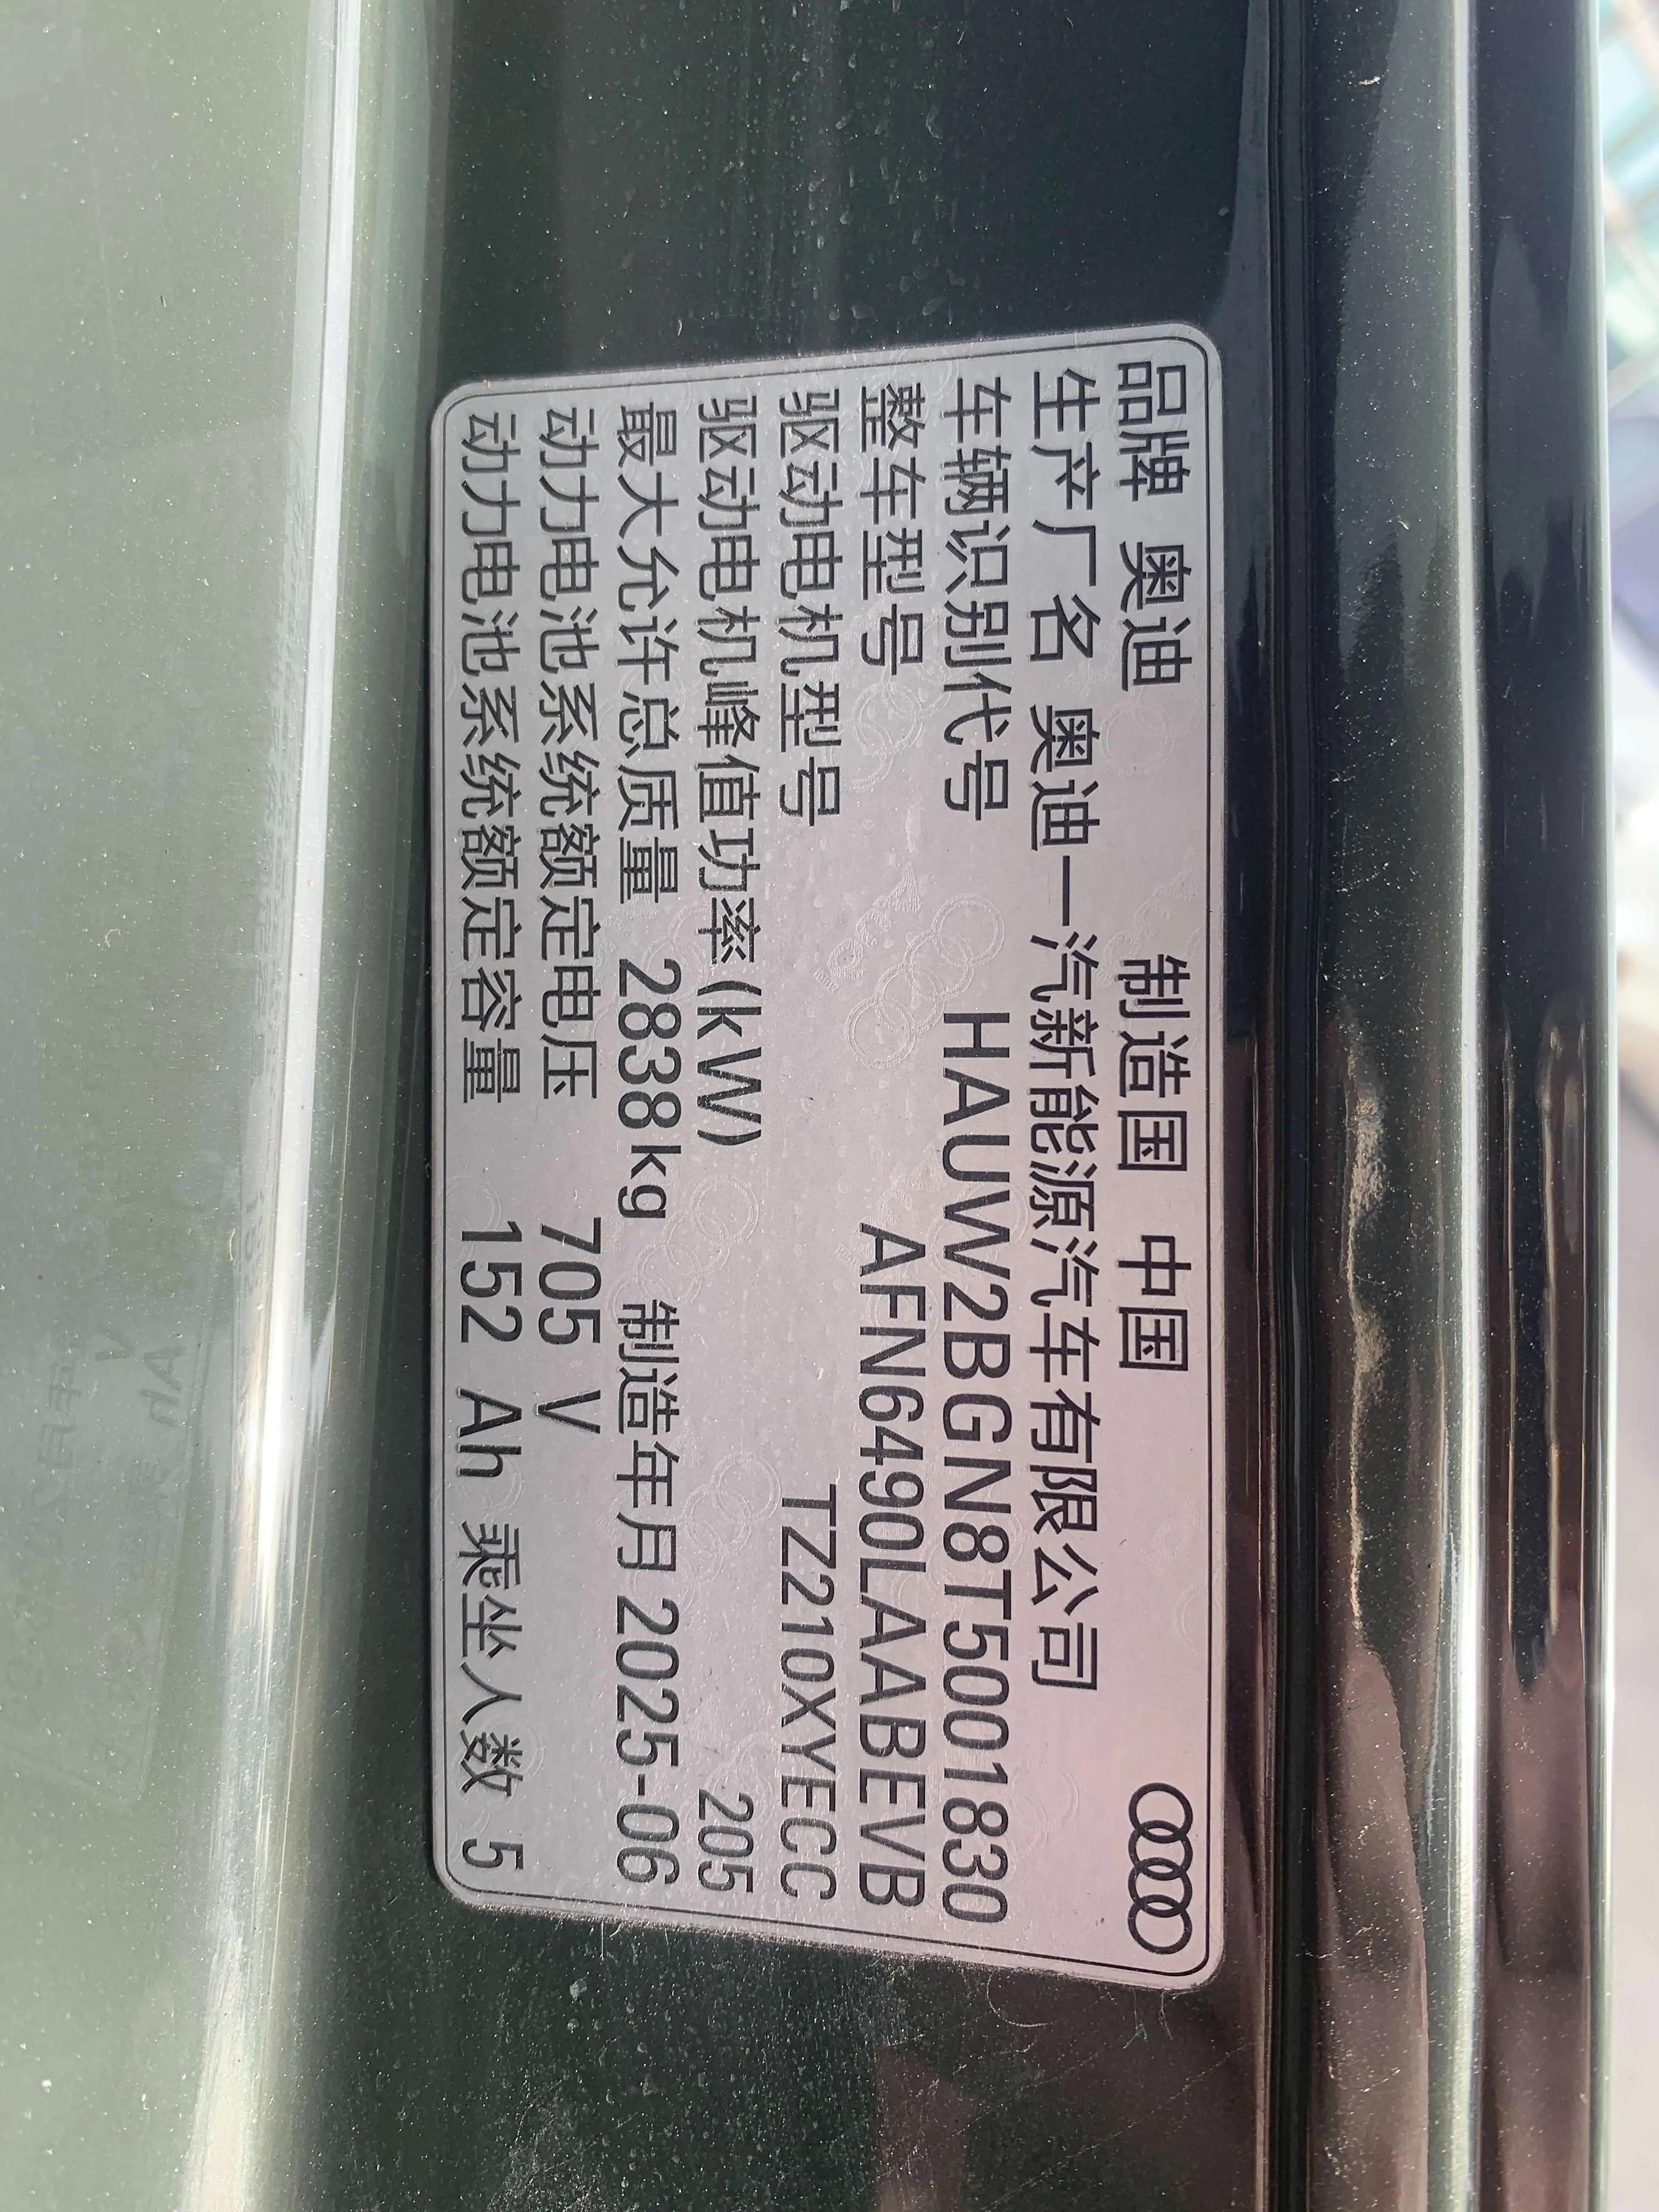 品牌 奥迪 制造国 中国
生产厂名 奥迪一汽新能源汽车有限公司
车辆识别代号 HAUW2BGN8T5001830
整车型号 AFN6490LAABEVB
驱动电机型号 TZ210XYECC
驱动电机峰值功率(kW) 205
最大允许总质量 2838kg 制造年月 2025-06
动力电池系统额定电压 705 V
动力电池系统额定容量 152 Ah 乘坐人数 5